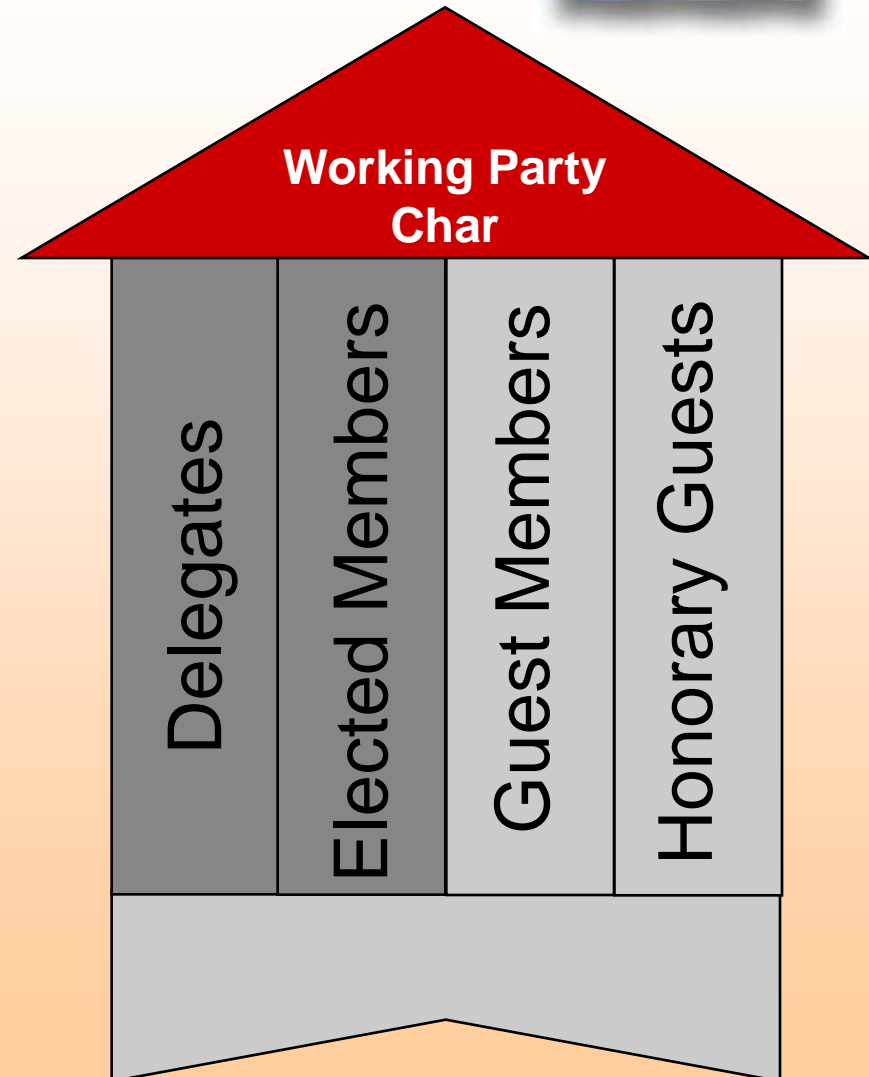 Working Party
Char
Delegates
Elected Members
Guest Members
Honorary Guests